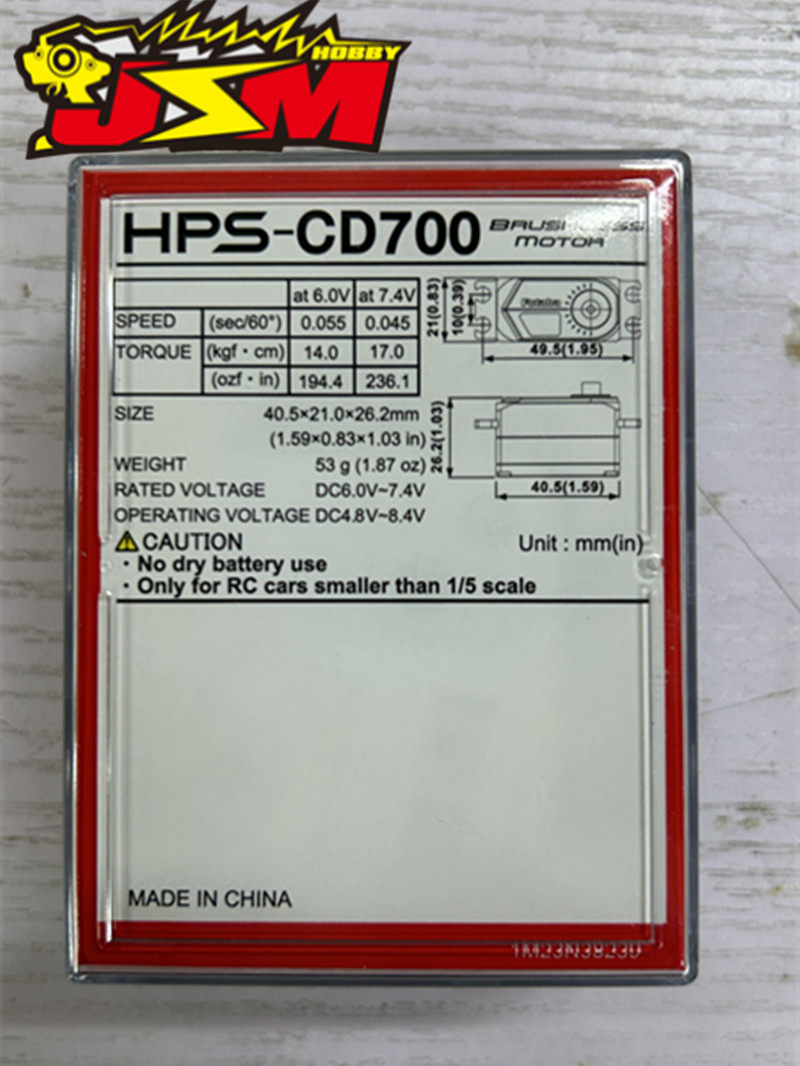 HOBBY
JSM
HPS-CD700 BRUSHLESS
MOTOR
at 6.0V at 7.4V
SPEED (sec/60°) 0.055 0.045
TORQUE (kgf・cm) 14.0 17.0
(ozf・in) 194.4 236.1
SIZE 40.5×21.0×26.2mm
(1.59×0.83×1.03 in)
WEIGHT 53 g (1.87 oz)
RATED VOLTAGE DC6.0V~7.4V
OPERATING VOLTAGE DC4.8V~8.4V
21(0.83)
10(0.39)
Futaba
49.5(1.95)
26.2(1.03)
40.5(1.59)
CAUTION Unit : mm(in)
・No dry battery use
・Only for RC cars smaller than 1/5 scale
MADE IN CHINA